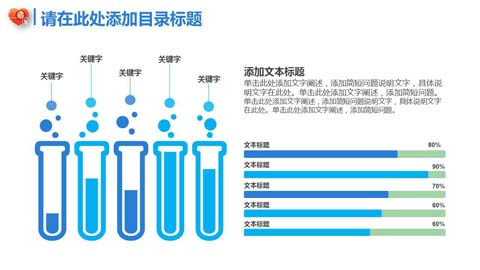 请在此处添加目录标题
关键字
关键字
关键字
关键字
关键字
添加文本标题
单击此处添加文字阐述，添加简短问题说明文字，具体说
明文字在此处。单击此处添加文字阐述，添加简短问题。
单击此处添加文字阐述，添加简短问题说明文字，具体说明文字
在此处。单击此处添加文字阐述，添加简短问题。
文本标题 80%
文本标题 90%
文本标题 70%
文本标题 60%
文本标题 60%